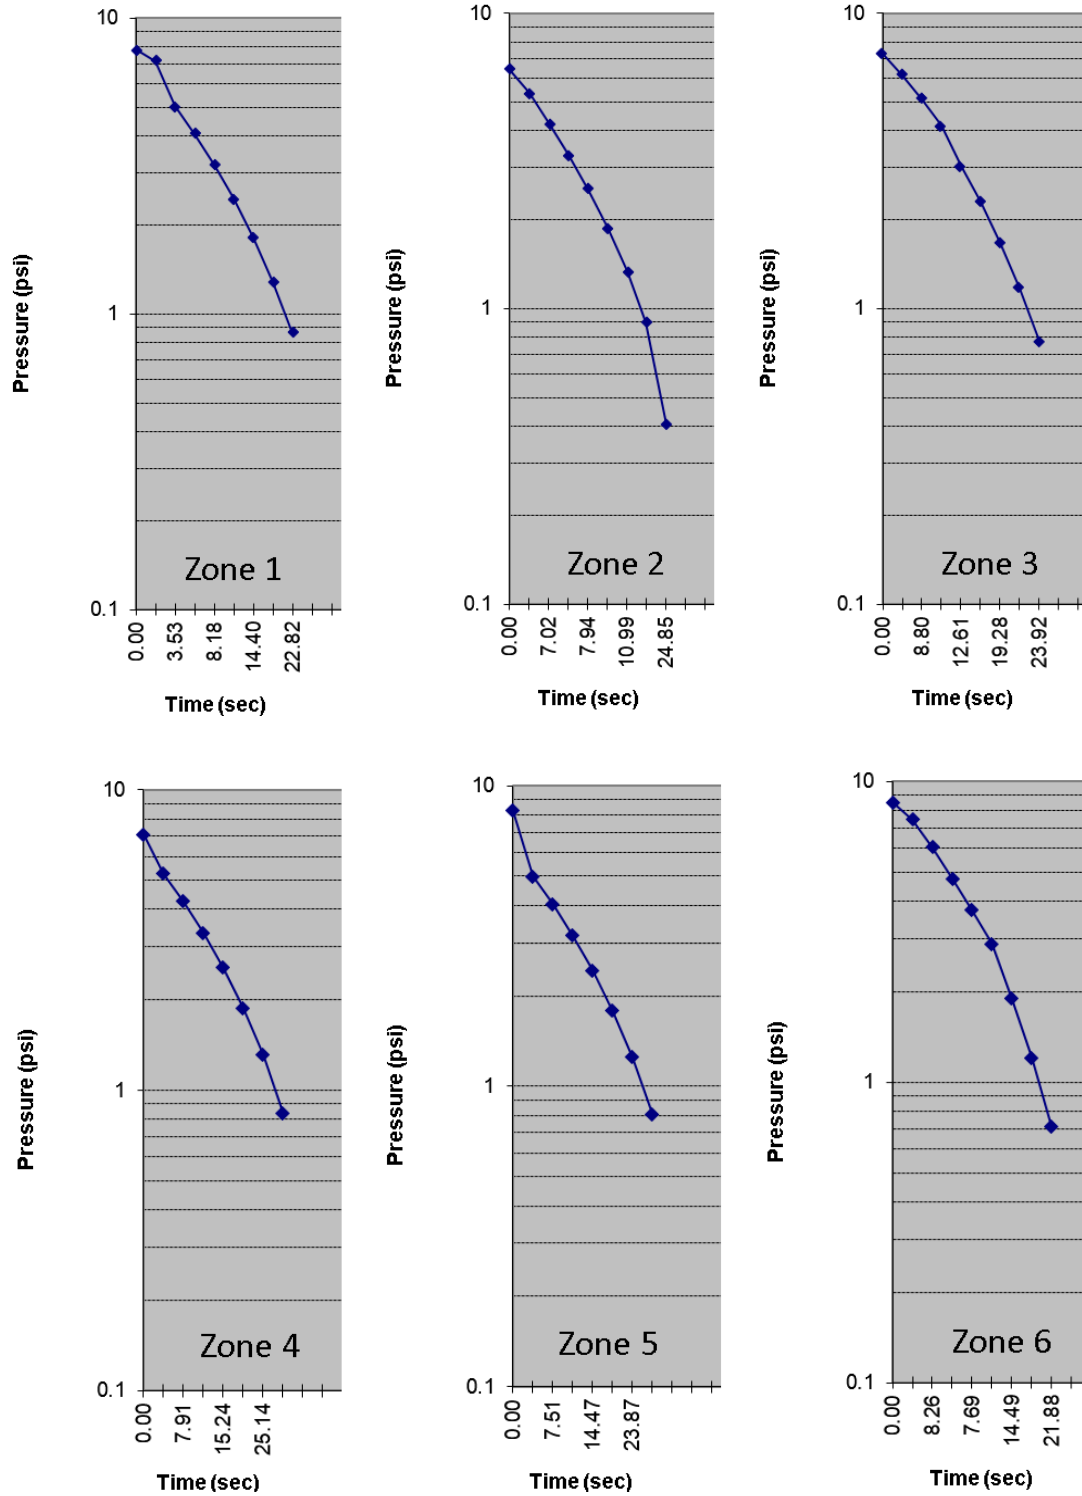 10
1
0.1
Pressure (psi)
Zone 1
0.00
3.53
8.18
14.40
22.82
Time (sec)
10
1
0.1
Pressure (psi)
Zone 2
0.00
7.02
7.94
10.99
24.85
Time (sec)
10
1
0.1
Pressure (psi)
Zone 3
0.00
8.80
12.61
19.28
23.92
Time (sec)
10
1
0.1
Pressure (psi)
Zone 4
0.00
7.91
15.24
25.14
Time (sec)
10
1
0.1
Pressure (psi)
Zone 5
0.00
7.51
14.47
23.87
Time (sec)
10
1
0.1
Pressure (psi)
Zone 6
0.00
8.26
7.69
14.49
21.88
Time (sec)